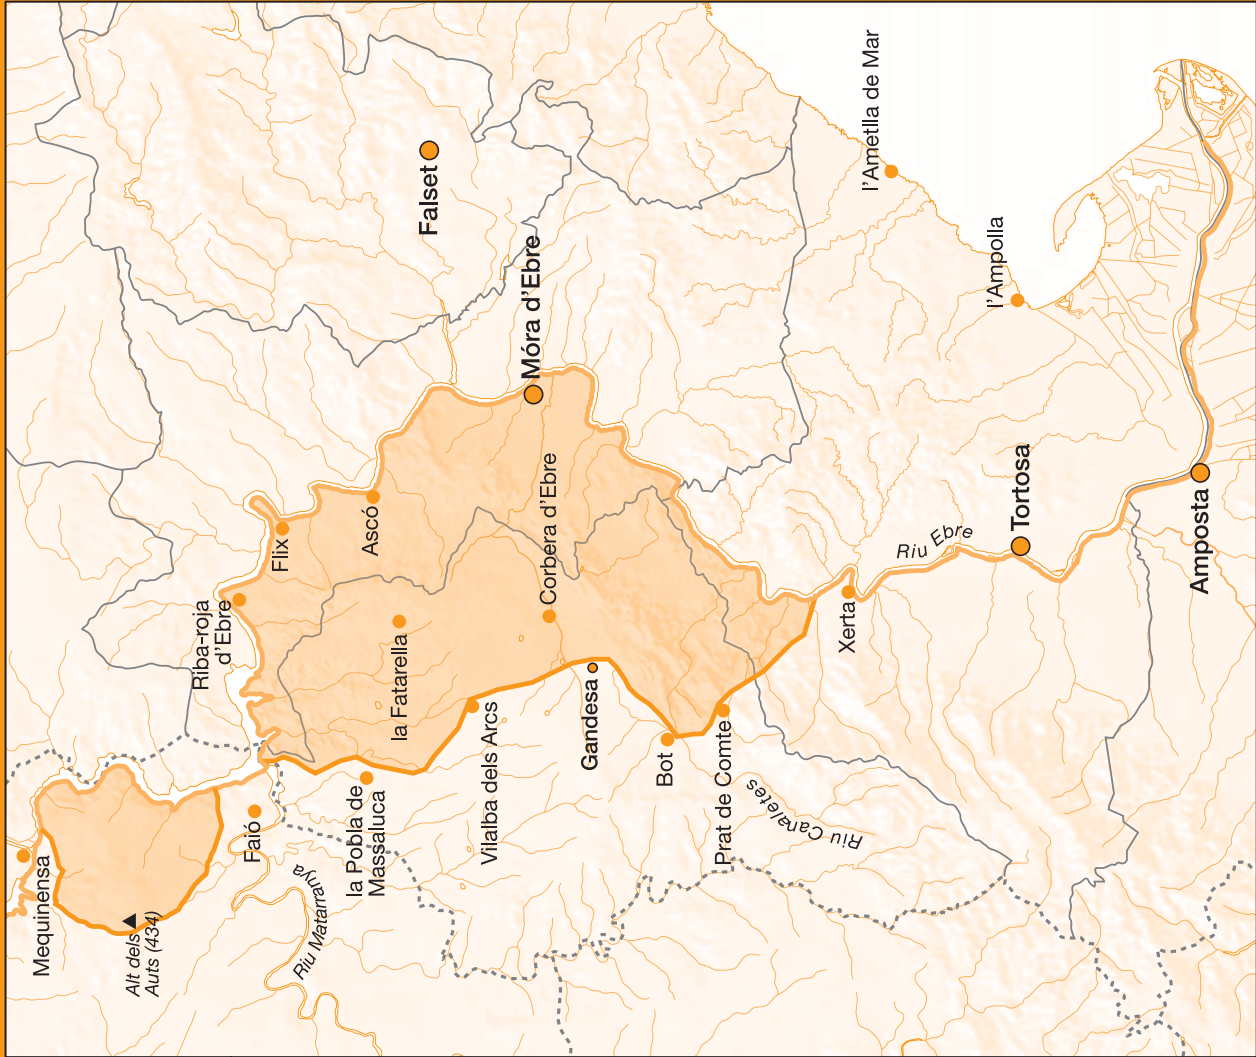 Mequinensa
Alt dels
Auts (434)
Faió
Riu Matarranya
la Pobla de
Massaluca
Vilalba dels Arcs
Riba-roja
d'Ebre
Flix
Ascó
la Fatarella
Corbera d'Ebre
Gandesa
Bot
Prat de Comte
Riu Canaletes
Falset
Móra d'Ebre
Xerta
Riu Ebre
Tortosa
Amposta
l'Ampolla
l'Ametlla de Mar